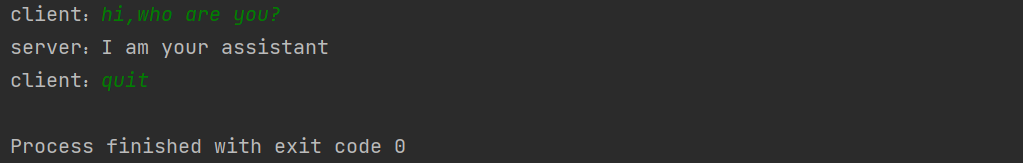 client：hi,who are you?
server：I am your assistant
client：quit
Process finished with exit code 0